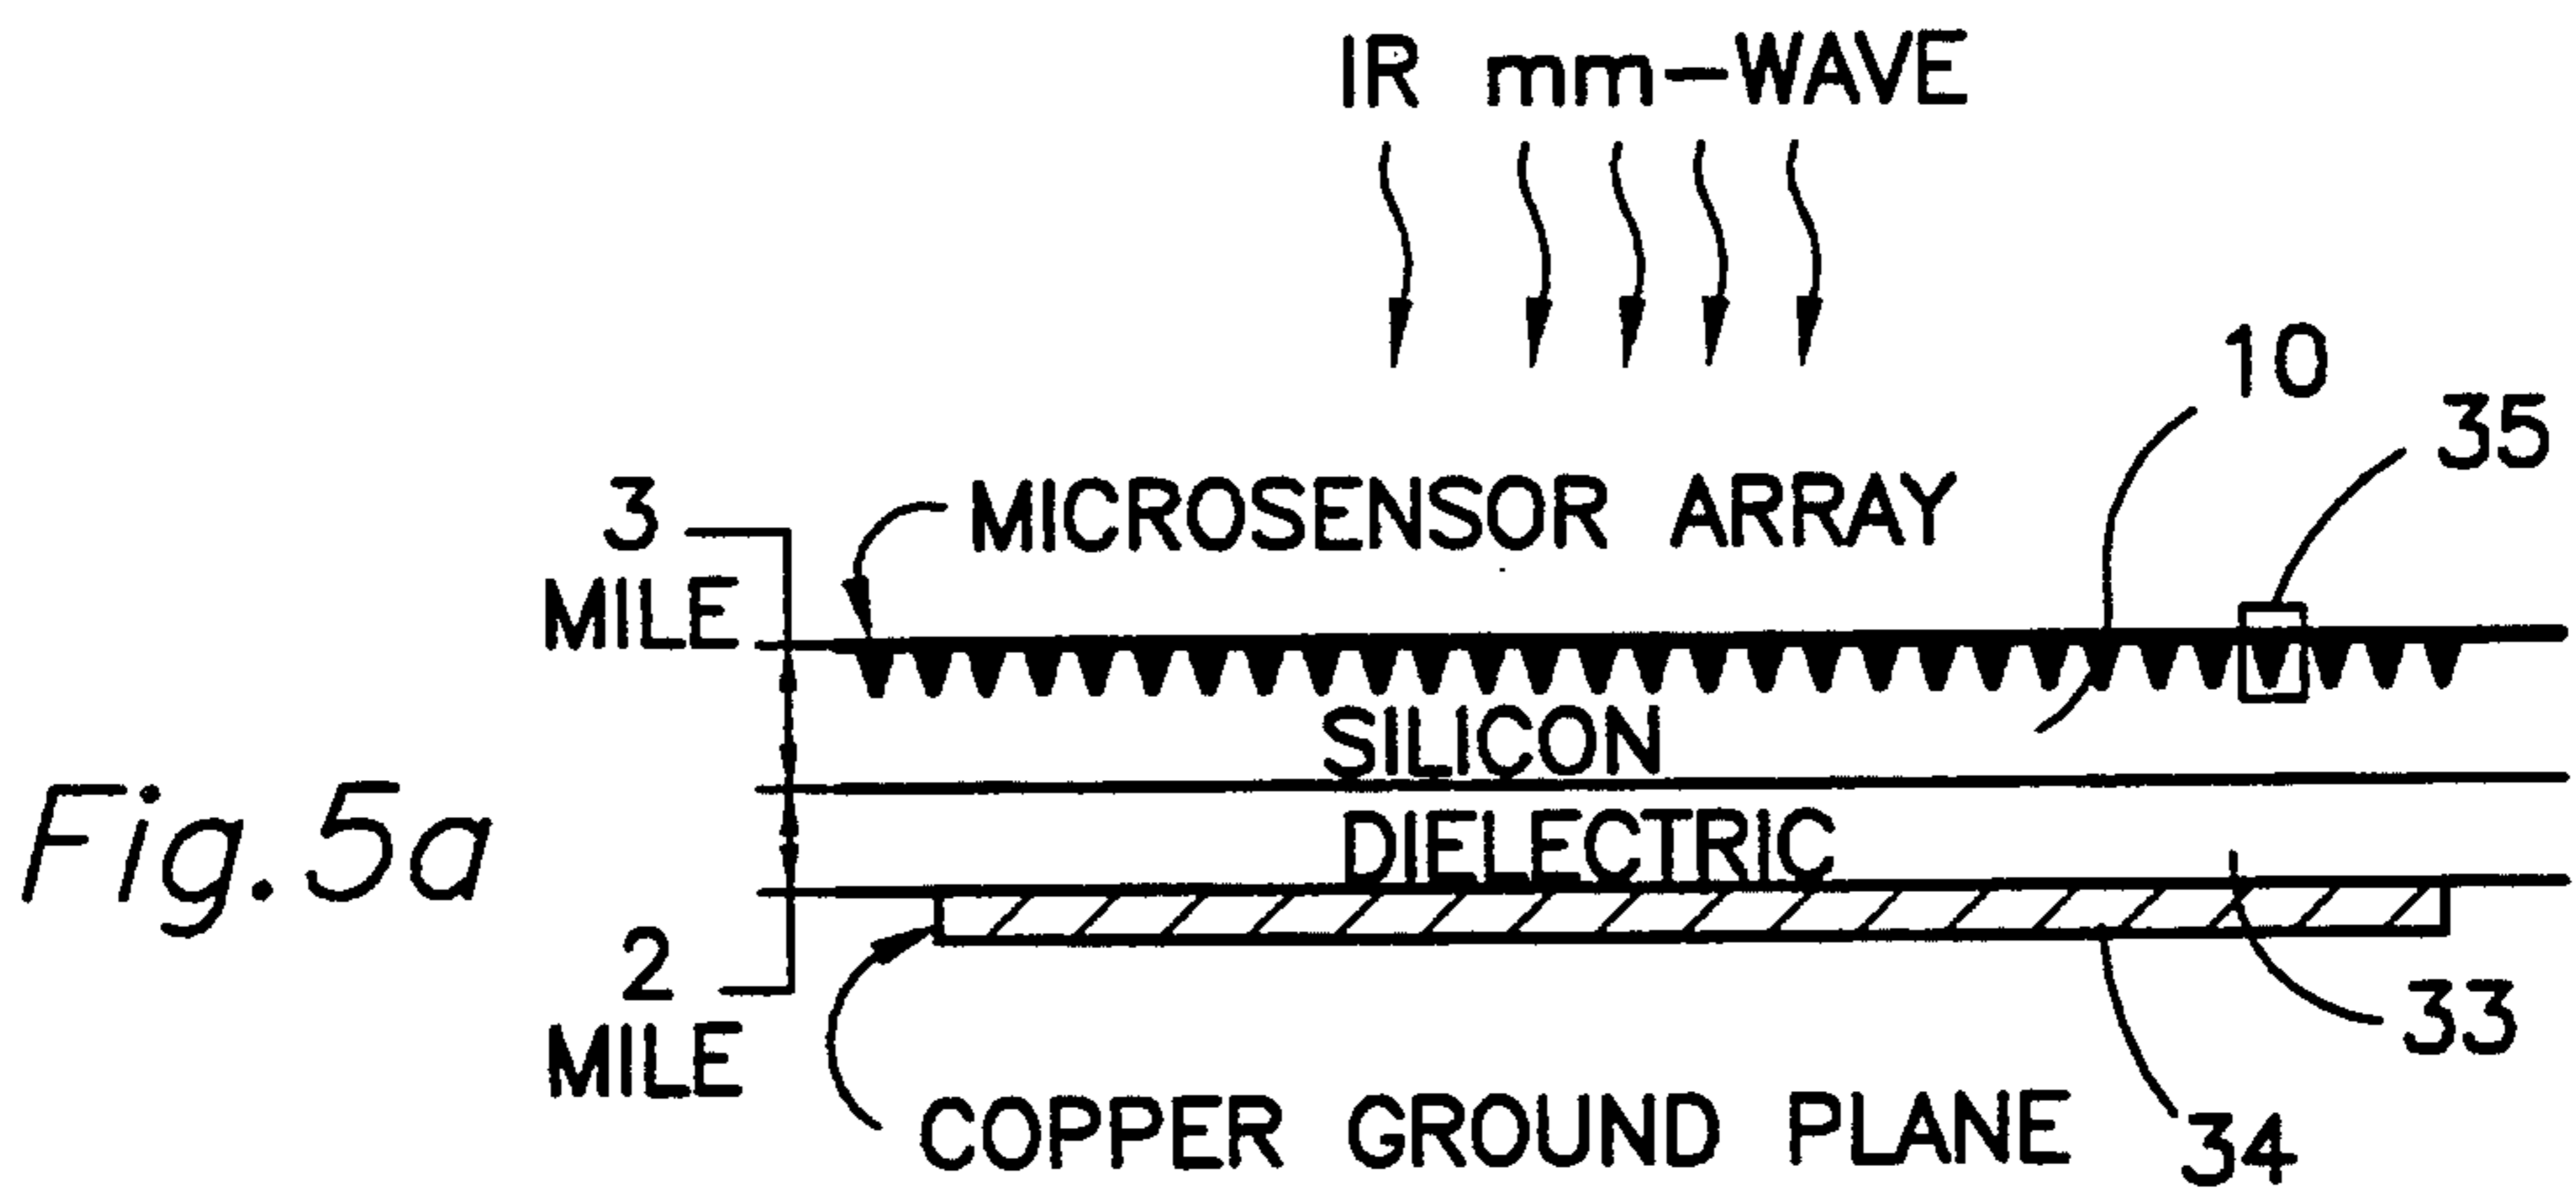 IR mm-WAVE
10
35
3
MILE
MICROSENSOR ARRAY
SILICON
DIELECTRIC
Fig.5a
2
MILE
33
COPPER GROUND PLANE
34